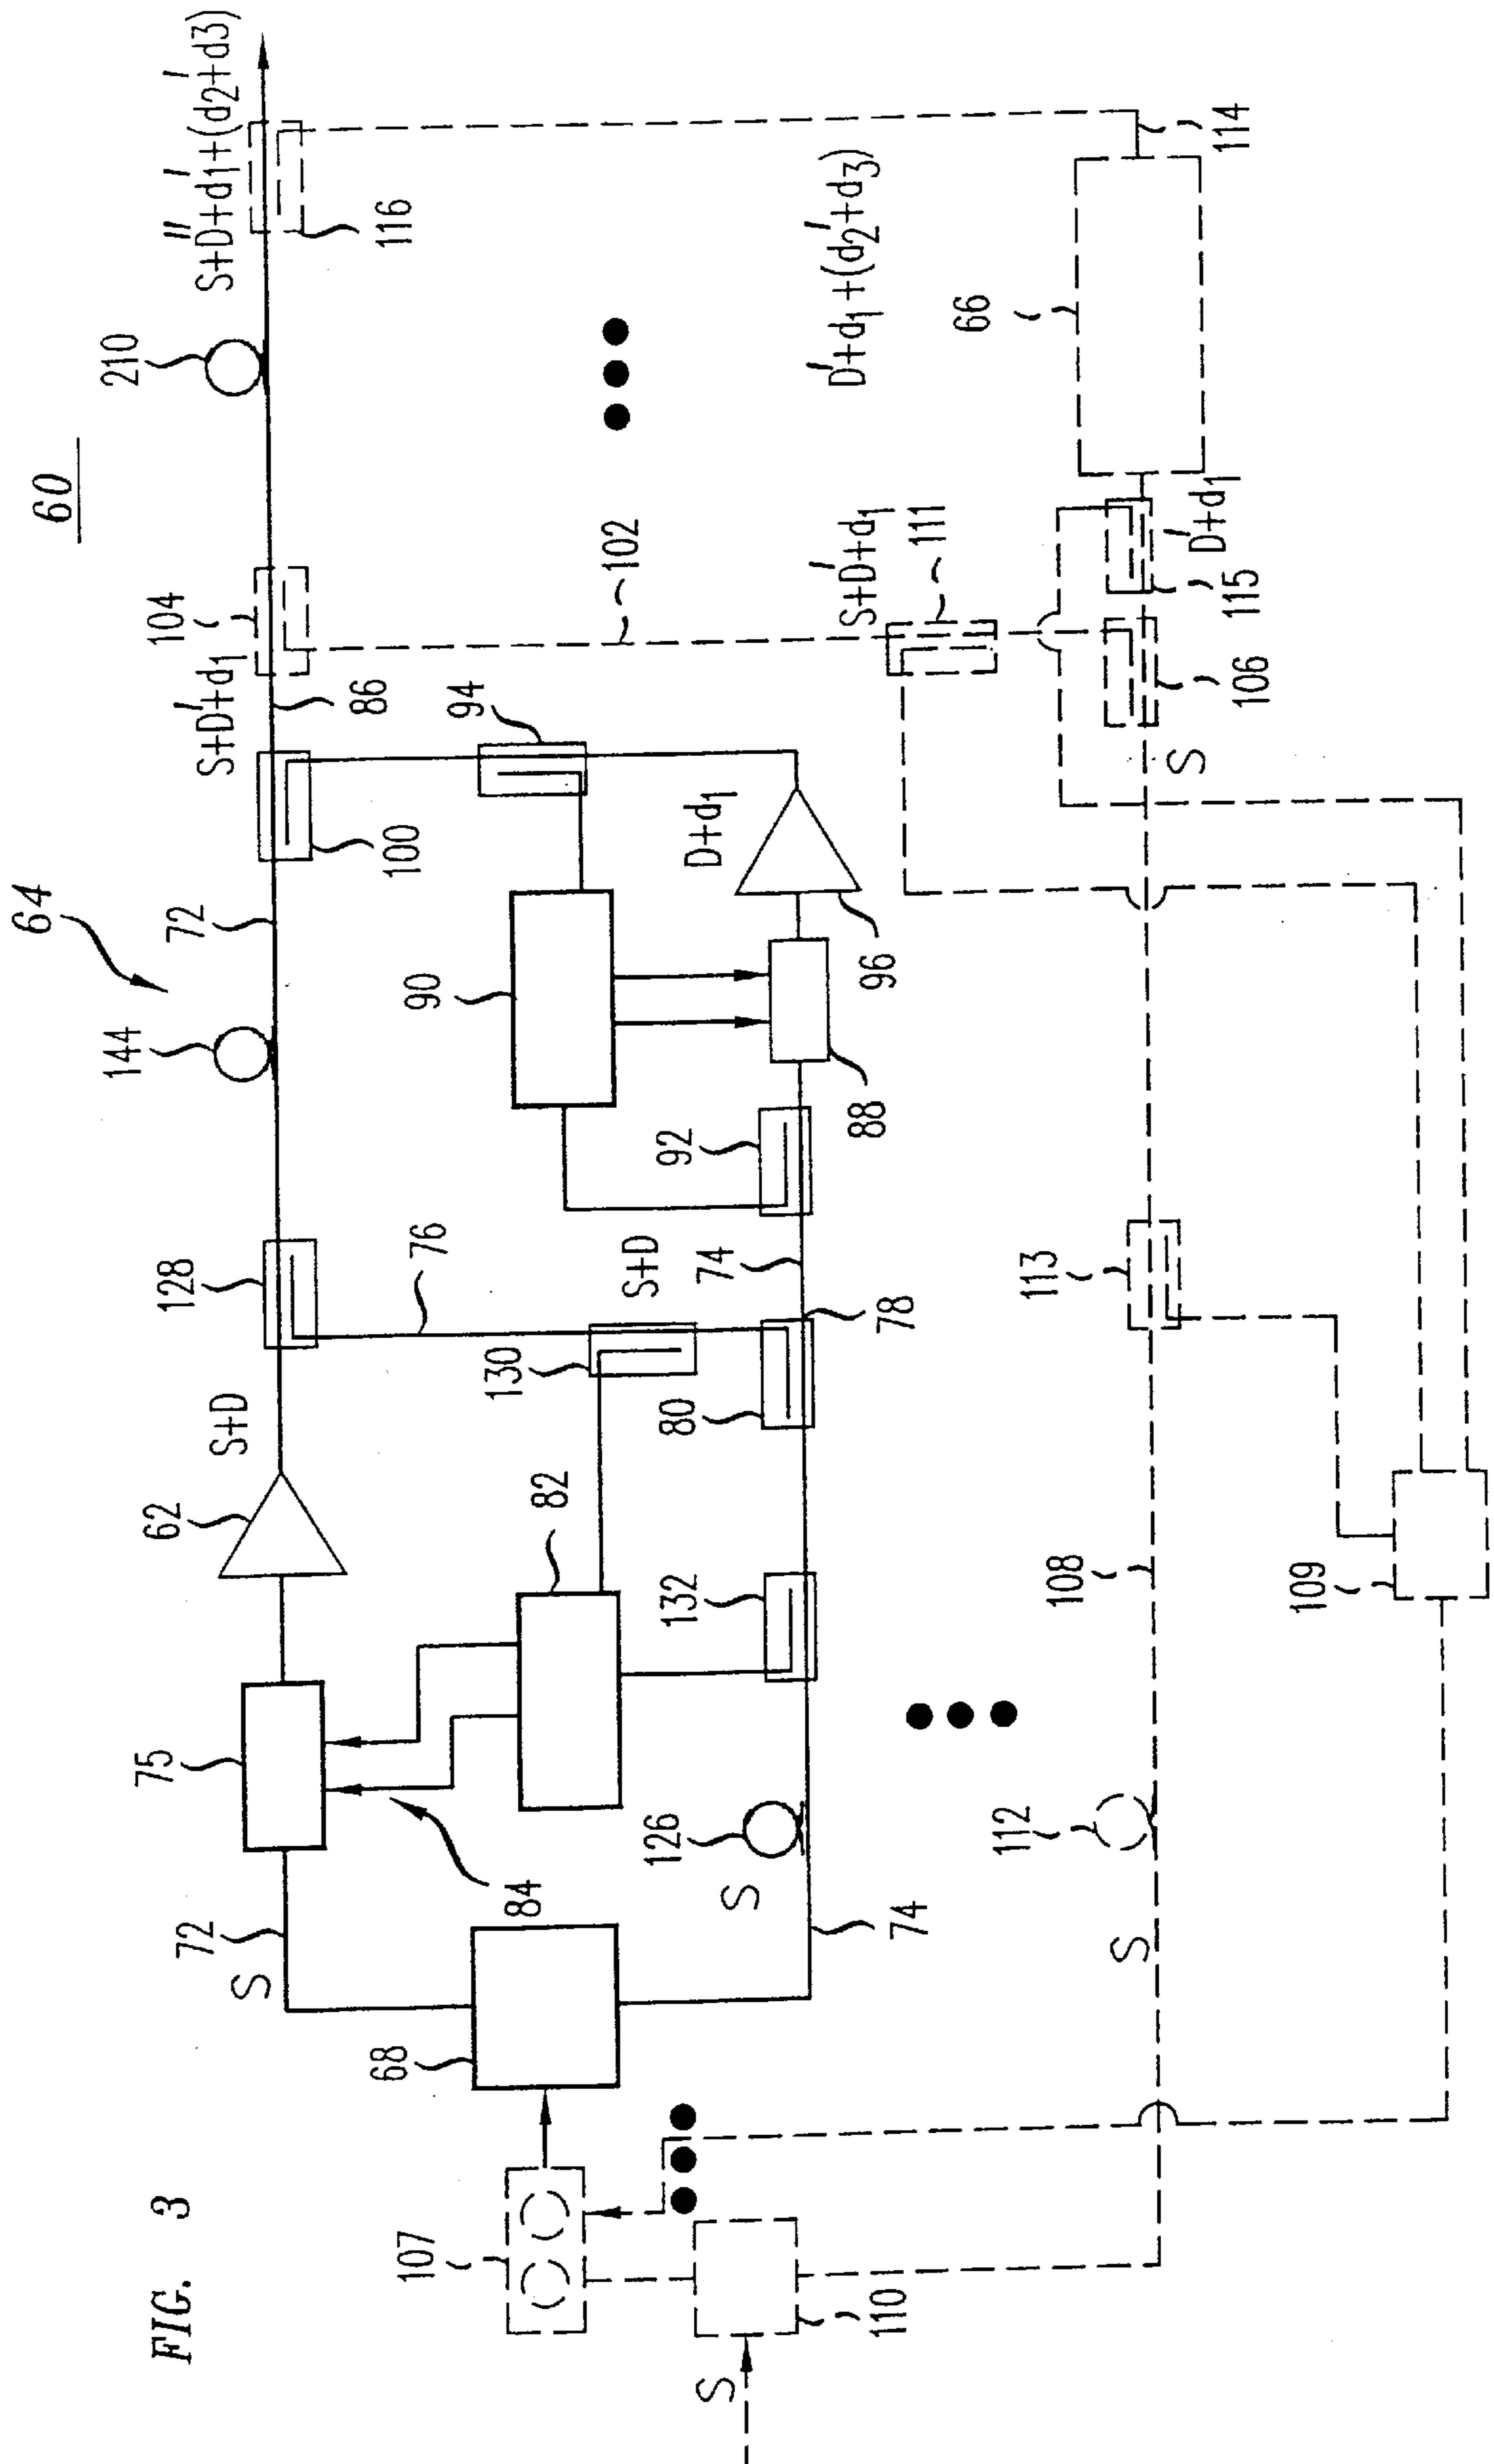 FIG. 3
60
64
S+D''+d1'+(d2'+d3)
116
210
104
S+D'+d1
86
100
72
144
128
S+D
62
75
72
S
102
94
90
D+d1
96
88
92
76
S+D
74
78
130
80
82
132
84
126
S
74
68
107
110
S
D'+d1+(d2'+d3)
S+D'+d1
111
66
114
D'+d1
115
106
S
113
108
112
S
109